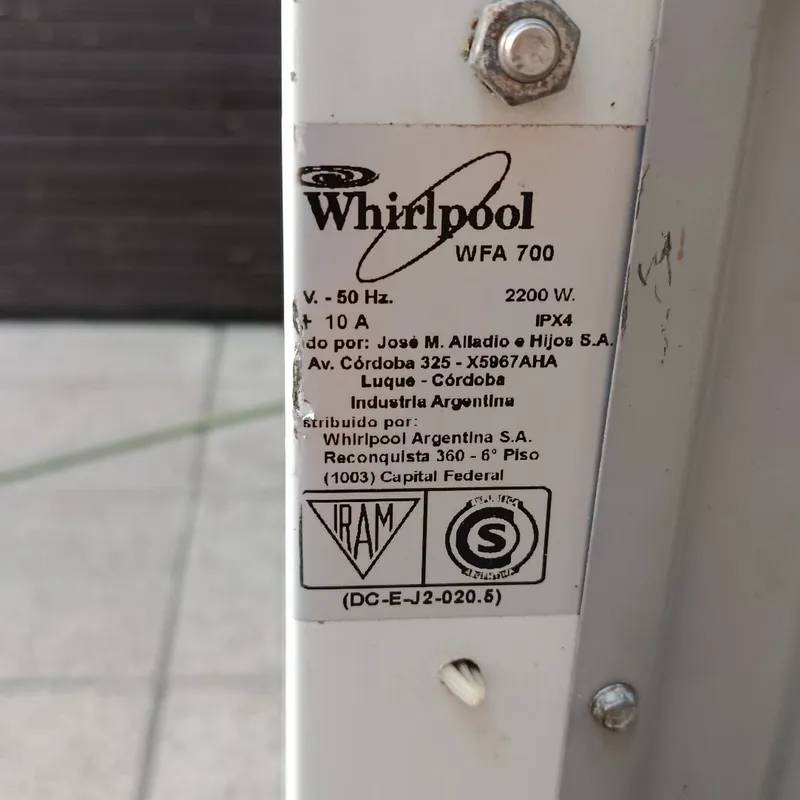 Whirlpool
WFA 700
V. - 50 Hz. 2200 W.
+ 10 A IPX4
do por: José M. Alladio e Hijos S.A.
Av. Córdoba 325 - X5967AHA
Luque - Córdoba
Industria Argentina
stribuido por:
Whirlpool Argentina S.A.
Reconquista 360 - 6° Piso
(1003) Capital Federal
IRAM
S
ARGENTINA
(DC-E-J2-020.5)